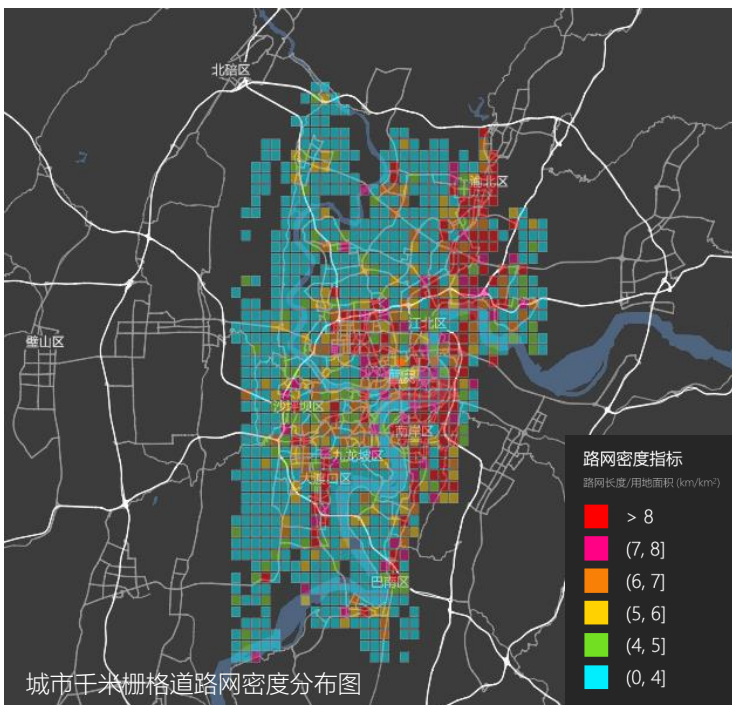 北碚区
渝北区
江北区
璧山区
沙坪坝区
南岸区
九龙坡区
大渡口区
巴南区
路网密度指标
路网长度/用地面积 (km/km²)
> 8
(7, 8]
(6, 7]
(5, 6]
(4, 5]
(0, 4]
城市千米栅格道路网密度分布图